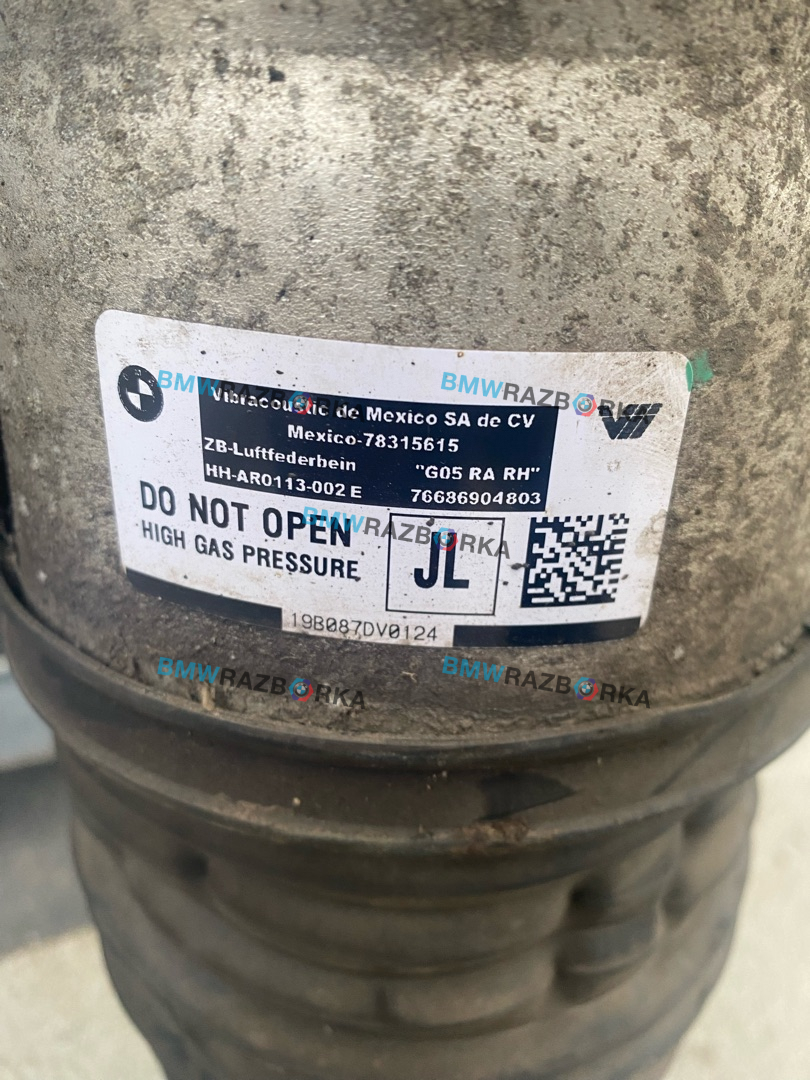 BMWRAZBORKA
BMWRAZBORKA
Vibracoustic de Mexico SA de CV
Mexico-78315615
ZB-Luftfederbein "G05 RA RH"
HH-AR0113-002 E 76686904803
DO NOT OPEN
HIGH GAS PRESSURE
JL
BMWRAZBORKA
19B087DV0124
BMWRAZBORKA
BMWRAZBORKA